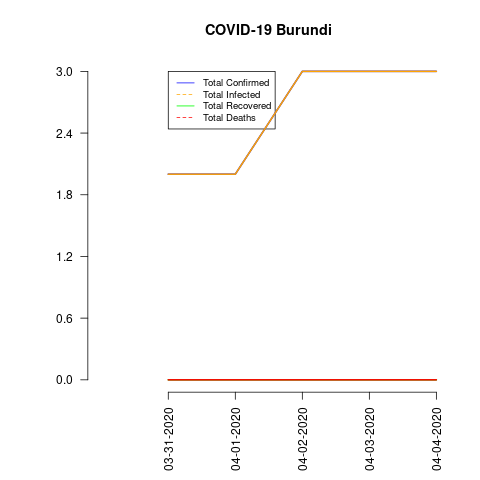 COVID-19 Burundi
3.0
2.4
1.8
1.2
0.6
0.0
Total Confirmed
Total Infected
Total Recovered
Total Deaths
03-31-2020
04-01-2020
04-02-2020
04-03-2020
04-04-2020